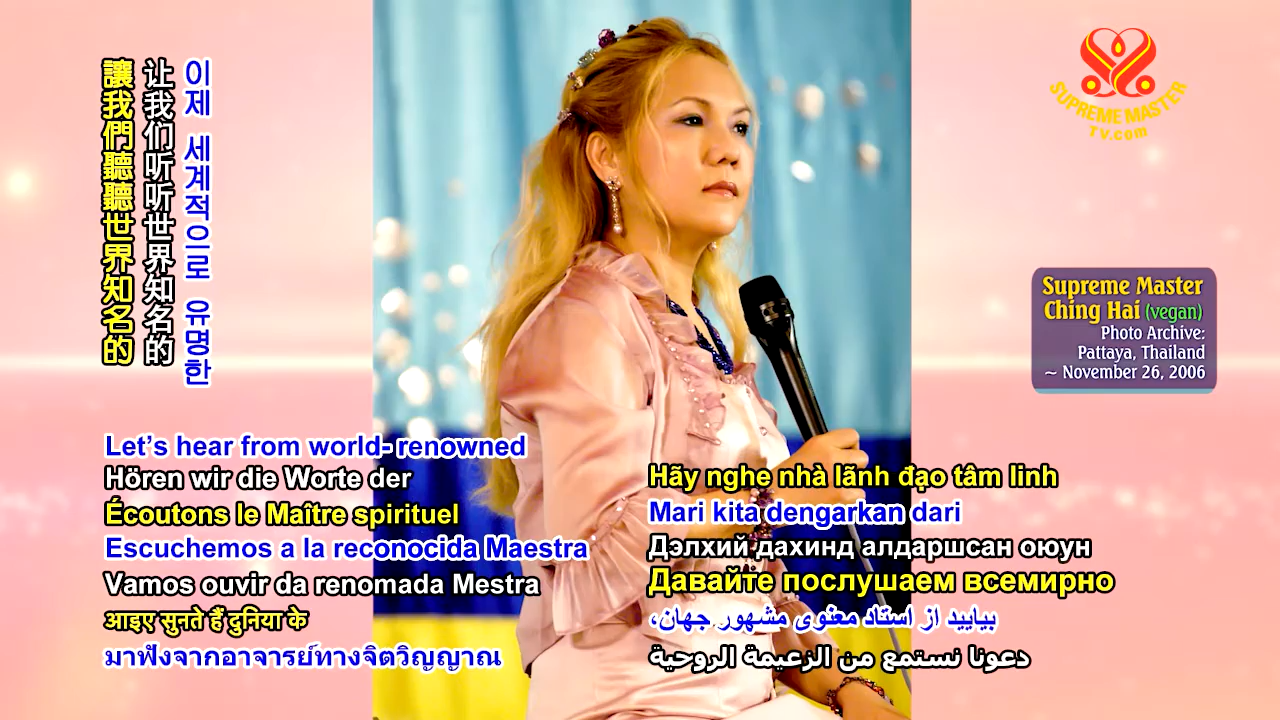 讓我們聽聽世界知名的
让我们听听世界知名的
이제 세계적으로 유명한
SUPREME MASTER
TV.com
Supreme Master
Ching Hai (vegan)
Photo Archive:
Pattaya, Thailand
~ November 26, 2006
Let’s hear from world- renowned
Hören wir die Worte der
Écoutons le Maître spirituel
Escuchemos a la reconocida Maestra
Vamos ouvir da renomada Mestra
आइए सुनते हैं दुनिया के
มาฟังจากอาจารย์ทางจิตวิญญาณ
Hãy nghe nhà lãnh đạo tâm linh
Mari kita dengarkan dari
Дэлхий дахинд алдаршсан оюун
Давайте послушаем всемирно
بیایید از استاد معنوی مشهور جهان،
دعونا نستمع من الزعيمة الروحية